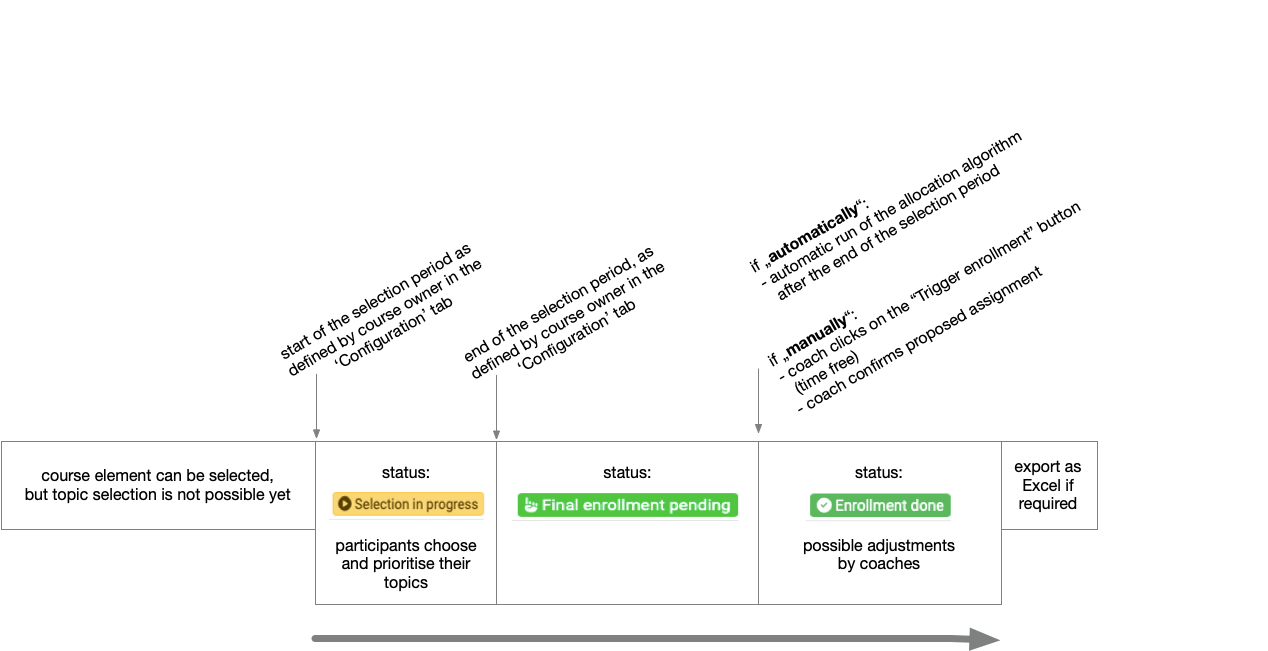 if „automatically“:
- automatic run of the allocation algorithm
after the end of the selection period
if „manually“:
- coach clicks on the “Trigger enrollment” button
(time free)
- coach confirms proposed assignment
start of the selection period as
defined by course owner in the
‘Configuration’ tab
end of the selection period, as
defined by course owner in the
‘Configuration’ tab
course element can be selected,
but topic selection is not possible yet
status:
Selection in progress
participants choose
and prioritise their
topics
status:
Final enrollment pending
status:
Enrollment done
possible adjustments
by coaches
export as
Excel if
required